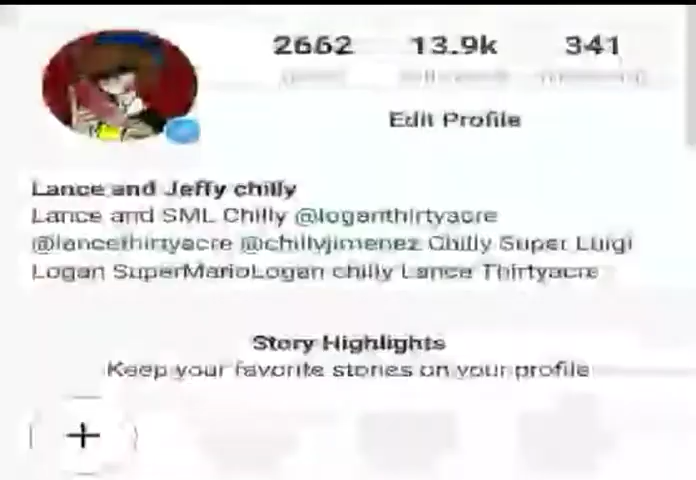 2662 13.9k 341
Edit Profile
Lance and Jeffy chilly
Lance and SML Chilly @loganthirtyacre
@lancethirtyacre @chillyjimenez Chilly Super Luigi
Logan SuperMarioLogan chilly Lance Thirtyacre
Story Highlights
Keep your favorite stories on your profile
+